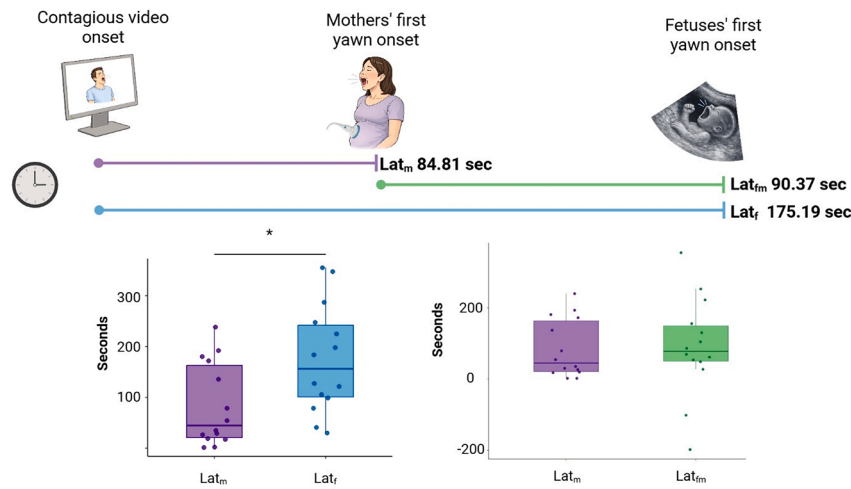 Contagious video
onset
Mothers' first
yawn onset
Fetuses' first
yawn onset
Latm 84.81 sec
Latfm 90.37 sec
Latf 175.19 sec
*
Seconds
300
200
100
Latm
Latf
Seconds
200
0
-200
Latm
Latfm